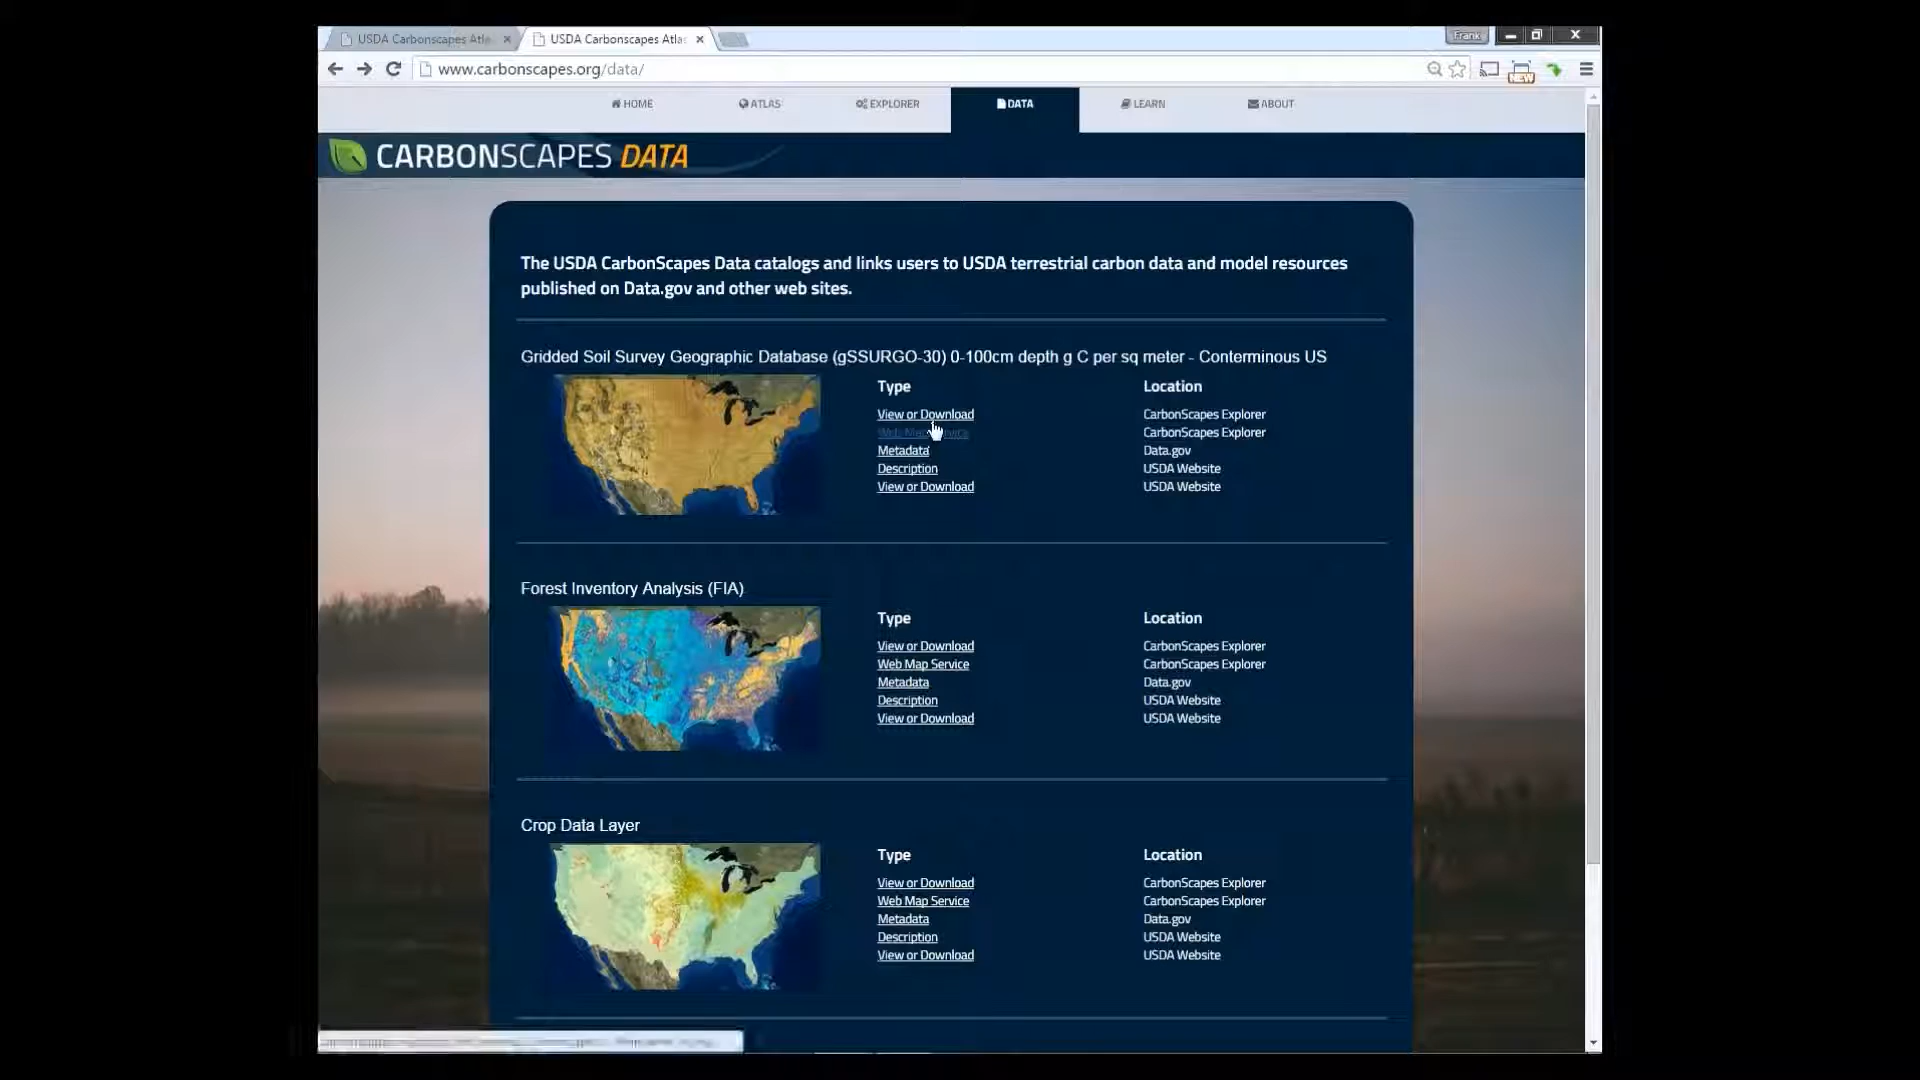 USDA Carbonscapes Atla
USDA Carbonscapes Atla
Frank
www.carbonscapes.org/data/
NEW
HOME
ATLAS
EXPLORER
DATA
LEARN
ABOUT
CARBONSCAPES DATA
The USDA CarbonScapes Data catalogs and links users to USDA terrestrial carbon data and model resources
published on Data.gov and other web sites.
Gridded Soil Survey Geographic Database (gSSURGO-30) 0-100cm depth g C per sq meter - Conterminous US
Type Location
View or Download CarbonScapes Explorer
Web Map Service CarbonScapes Explorer
Metadata Data.gov
Description USDA Website
View or Download USDA Website
Forest Inventory Analysis (FIA)
Type Location
View or Download CarbonScapes Explorer
Web Map Service CarbonScapes Explorer
Metadata Data.gov
Description USDA Website
View or Download USDA Website
Crop Data Layer
Type Location
View or Download CarbonScapes Explorer
Web Map Service CarbonScapes Explorer
Metadata Data.gov
Description USDA Website
View or Download USDA Website